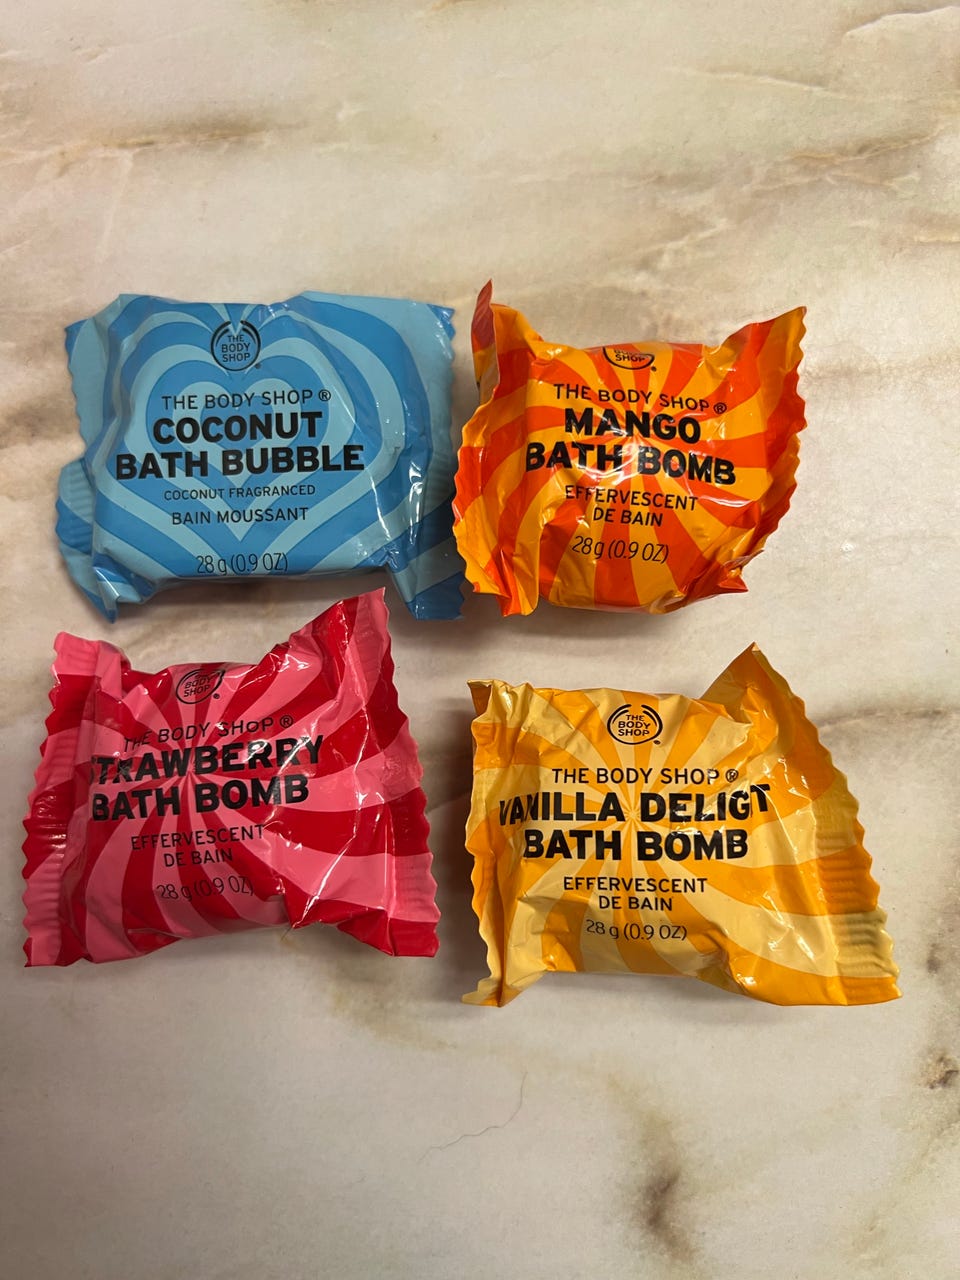 THE
BODY
SHOP
THE BODY SHOP ®
COCONUT
BATH BUBBLE
COCONUT FRAGRANCED
BAIN MOUSSANT
28 g (0.9 OZ)
BODY
SHOP
THE BODY SHOP ®
MANGO
BATH BOMB
EFFERVESCENT
DE BAIN
28 g (0.9 OZ)
THE
BODY
SHOP
THE BODY SHOP ®
STRAWBERRY
BATH BOMB
EFFERVESCENT
DE BAIN
28 g (0.9 OZ)
THE
BODY
SHOP
THE BODY SHOP ®
VANILLA DELIGT
BATH BOMB
EFFERVESCENT
DE BAIN
28 g (0.9 OZ)